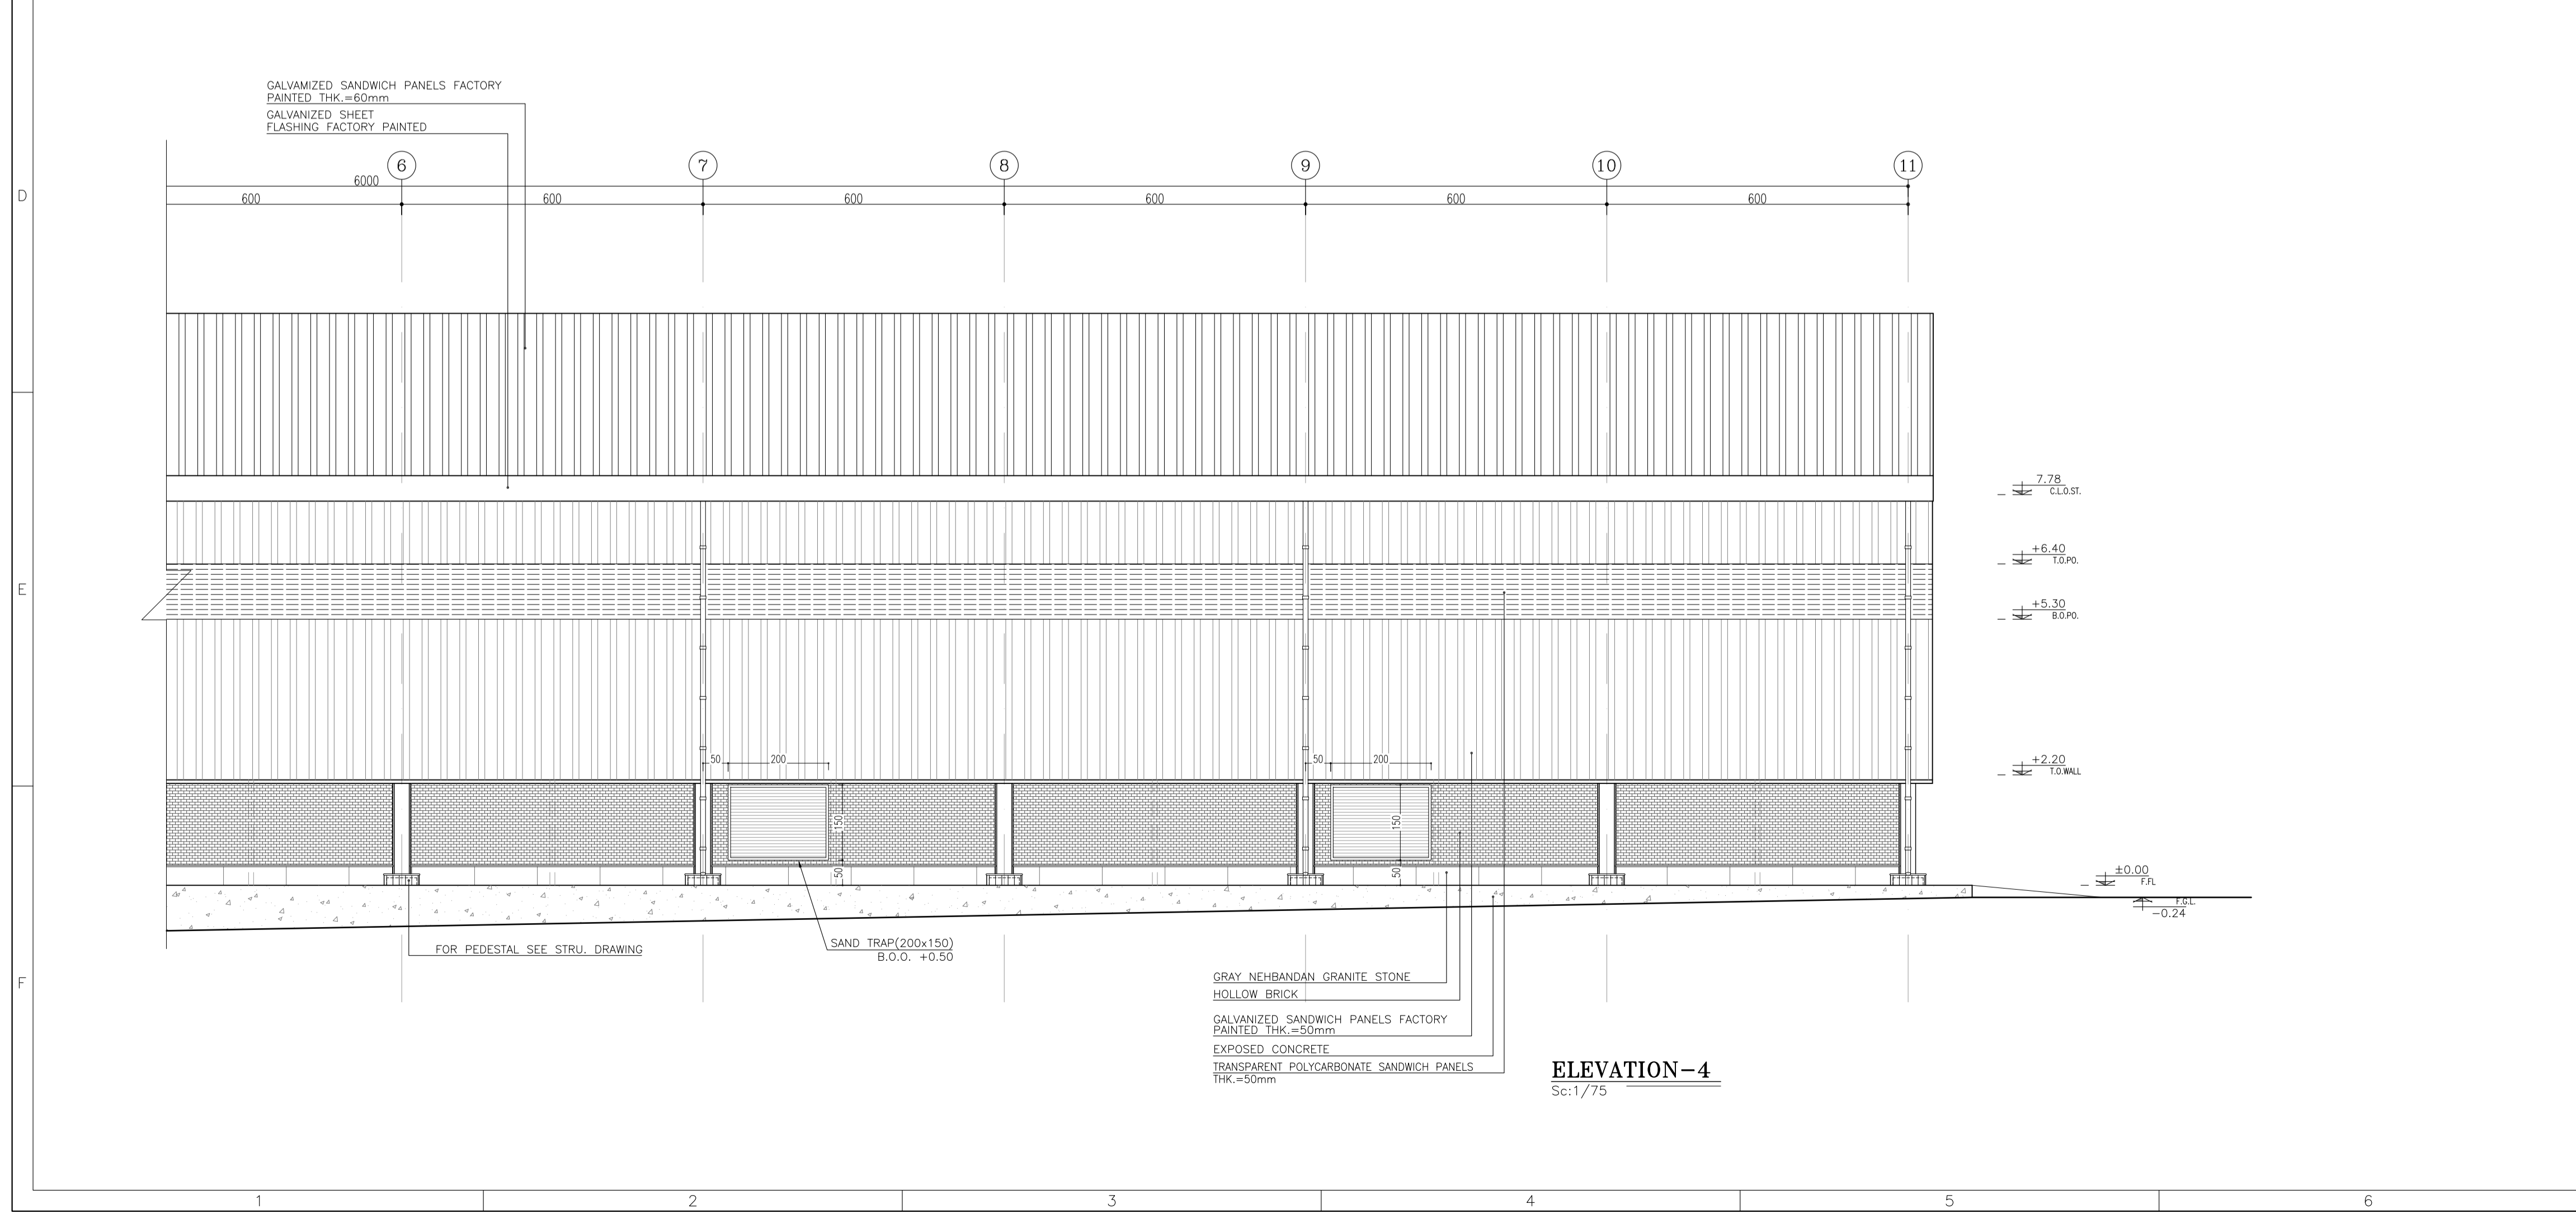 GALVAMIZED SANDWICH PANELS FACTORY
PAINTED THK.=60mm
GALVANIZED SHEET
FLASHING FACTORY PAINTED
6 7 8 9 10 11
6000
600 600 600 600 600 600
D
7.78
C.L.O.ST.
+6.40
T.O.PO.
E
+5.30
B.O.PO.
+2.20
T.O.WALL
50 200 50 200
150 150
50 50
±0.00
F.FL
F.G.L.
-0.24
FOR PEDESTAL SEE STRU. DRAWING
SAND TRAP(200x150)
B.O.O. +0.50
F
GRAY NEHBANDAN GRANITE STONE
HOLLOW BRICK
GALVANIZED SANDWICH PANELS FACTORY
PAINTED THK.=50mm
EXPOSED CONCRETE
TRANSPARENT POLYCARBONATE SANDWICH PANELS
THK.=50mm
ELEVATION-4
Sc:1/75
1 2 3 4 5 6